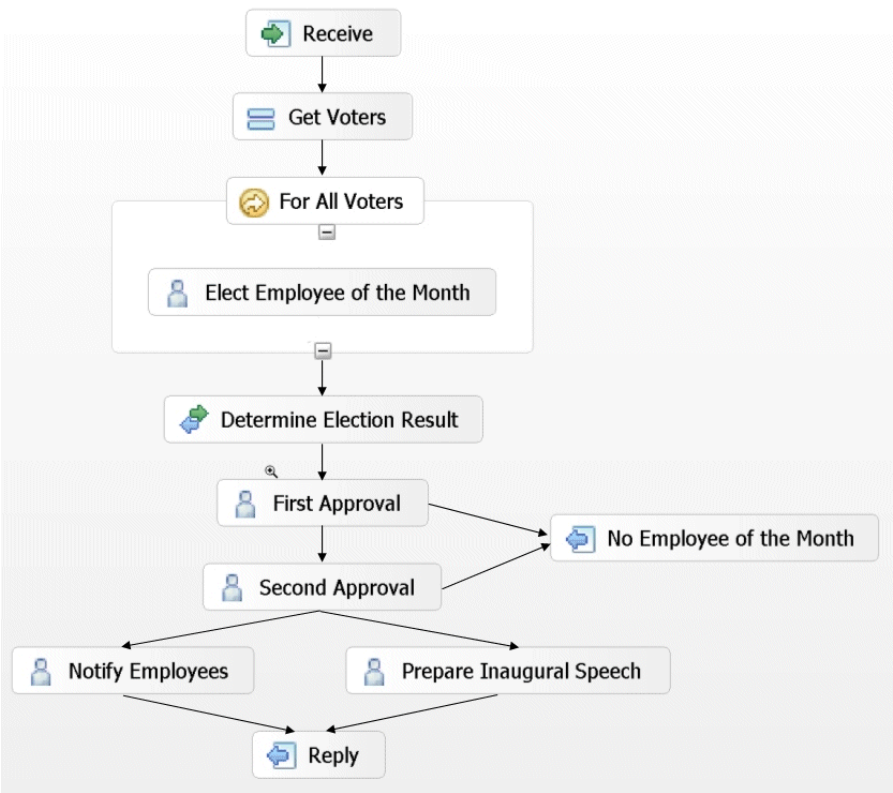 Receive
Get Voters
For All Voters
Elect Employee of the Month
Determine Election Result
First Approval
No Employee of the Month
Second Approval
Notify Employees
Prepare Inaugural Speech
Reply